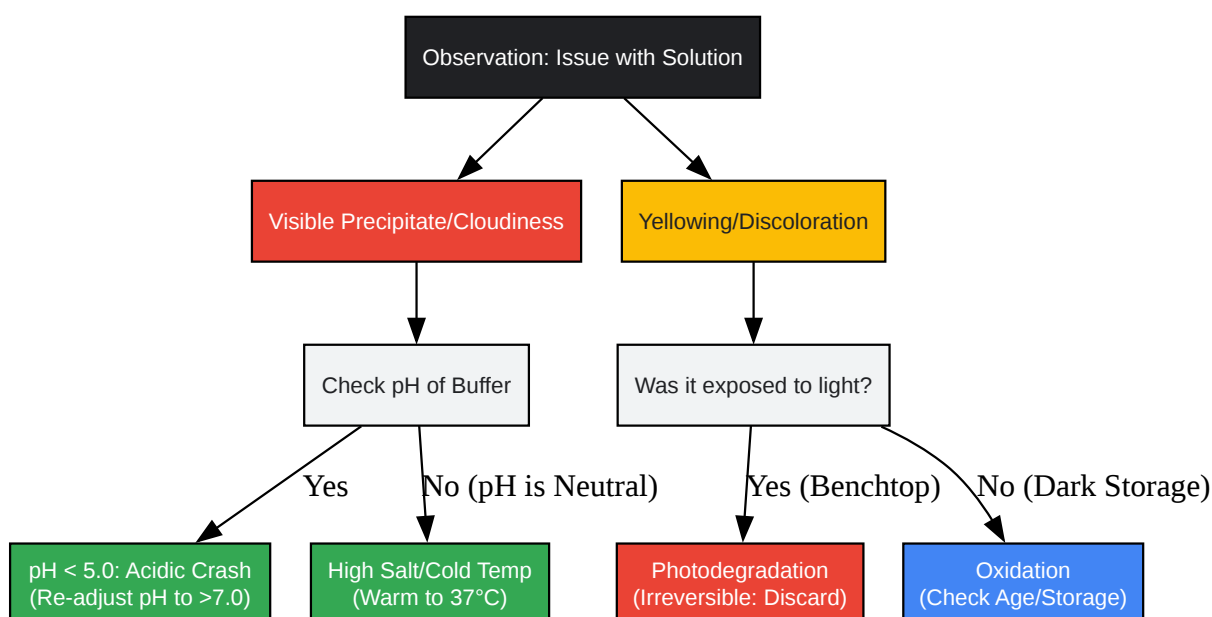 Observation: Issue with Solution
Visible Precipitate/Cloudiness
Yellowing/Discoloration
Check pH of Buffer
Was it exposed to light?
Yes
No (pH is Neutral)
Yes (Benchtop)
No (Dark Storage)
pH < 5.0: Acidic Crash
(Re-adjust pH to >7.0)
High Salt/Cold Temp
(Warm to 37°C)
Photodegradation
(Irreversible: Discard)
Oxidation
(Check Age/Storage)